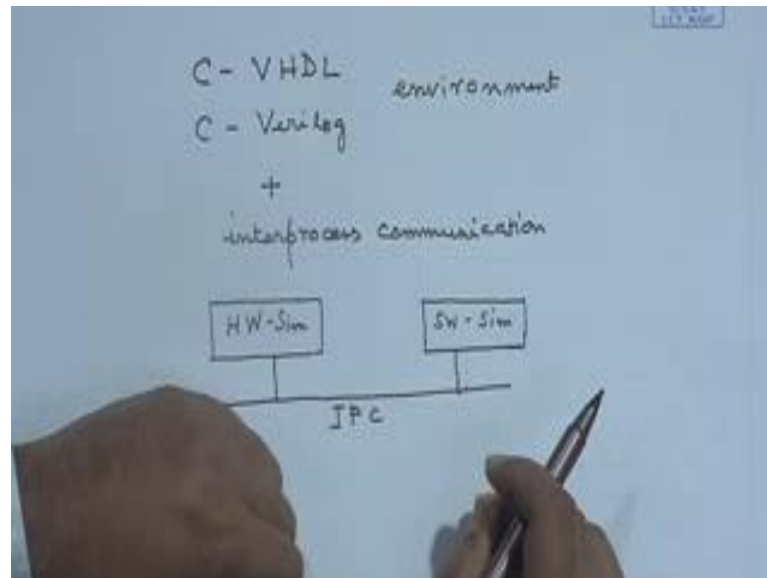 C - VHDL environment
C - Verilog
+
interprocess communication
HW-Sim SW-Sim
IPC